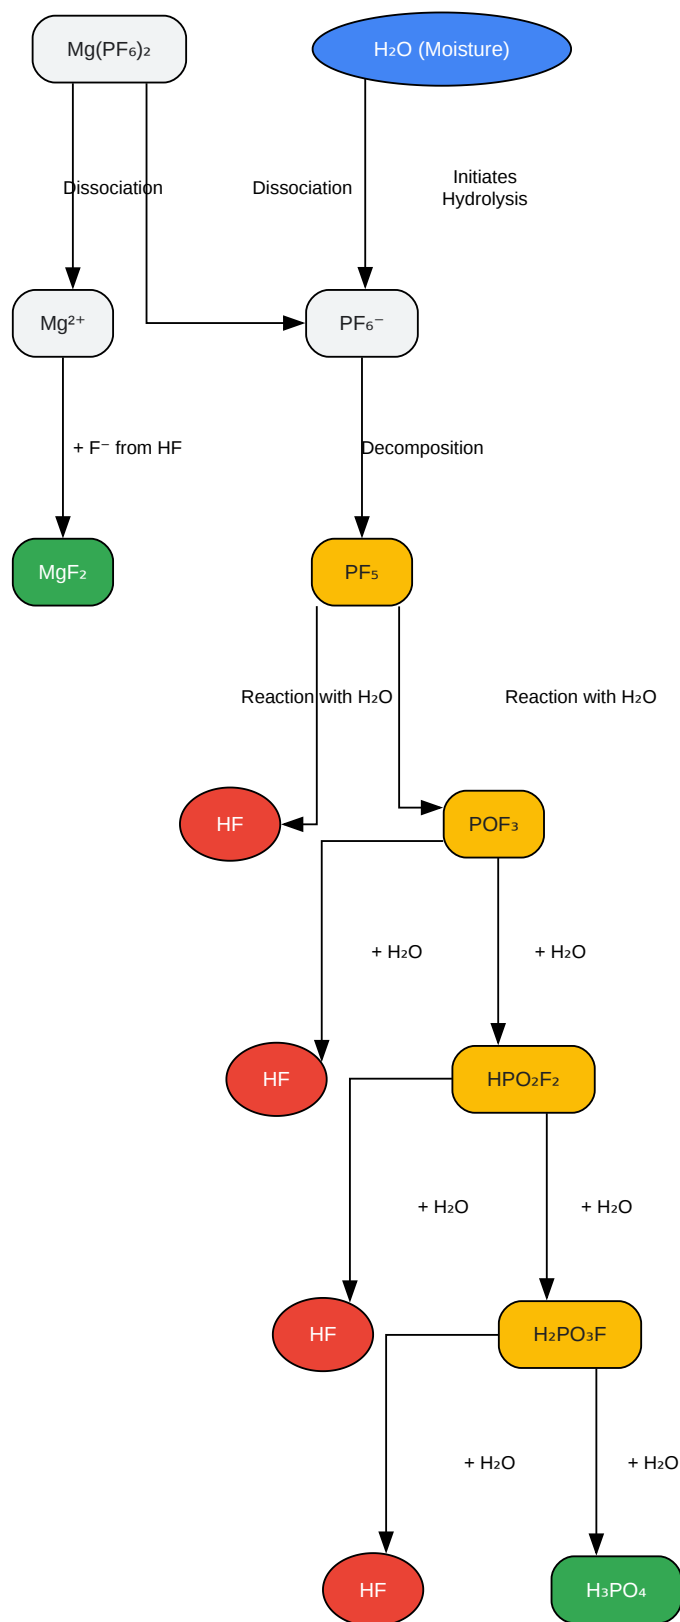 Mg(PF₆)₂
H₂O (Moisture)
Dissociation
Dissociation
Initiates
Hydrolysis
Mg²⁺
PF₆⁻
+ F⁻ from HF
Decomposition
MgF₂
PF₅
Reaction with H₂O
Reaction with H₂O
HF
POF₃
+ H₂O
+ H₂O
HF
HPO₂F₂
+ H₂O
+ H₂O
HF
H₂PO₃F
+ H₂O
+ H₂O
HF
H₃PO₄